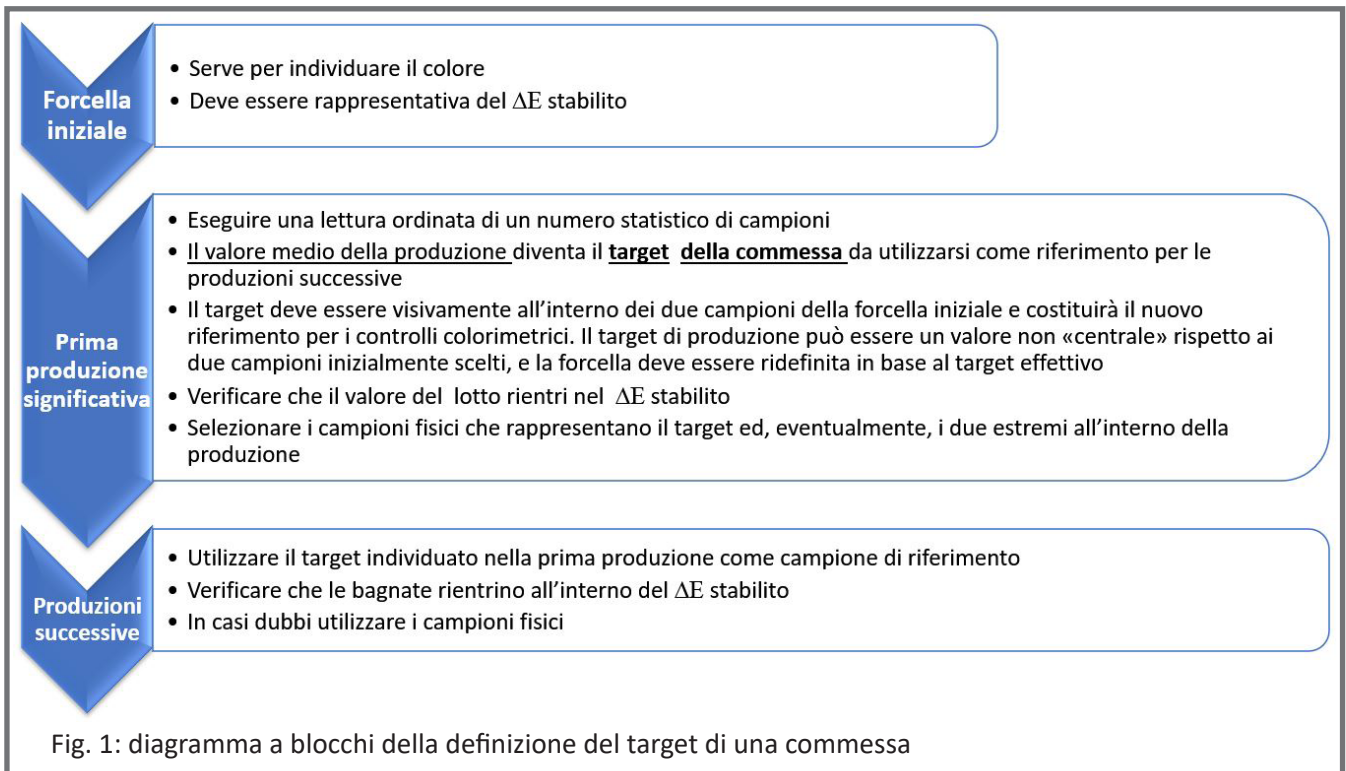 Forcella
iniziale
• Serve per individuare il colore
• Deve essere rappresentativa del ΔE stabilito
Prima
produzione
significativa
• Eseguire una lettura ordinata di un numero statistico di campioni
• Il valore medio della produzione diventa il target della commessa da utilizzarsi come riferimento per le
produzioni successive
• Il target deve essere visivamente all’interno dei due campioni della forcella iniziale e costituirà il nuovo
riferimento per i controlli colorimetrici. Il target di produzione può essere un valore non «centrale» rispetto ai
due campioni inizialmente scelti, e la forcella deve essere ridefinita in base al target effettivo
• Verificare che il valore del lotto rientri nel ΔE stabilito
• Selezionare i campioni fisici che rappresentano il target ed, eventualmente, i due estremi all’interno della
produzione
Produzioni
successive
• Utilizzare il target individuato nella prima produzione come campione di riferimento
• Verificare che le bagnate rientrino all’interno del ΔE stabilito
• In casi dubbi utilizzare i campioni fisici
Fig. 1: diagramma a blocchi della definizione del target di una commessa